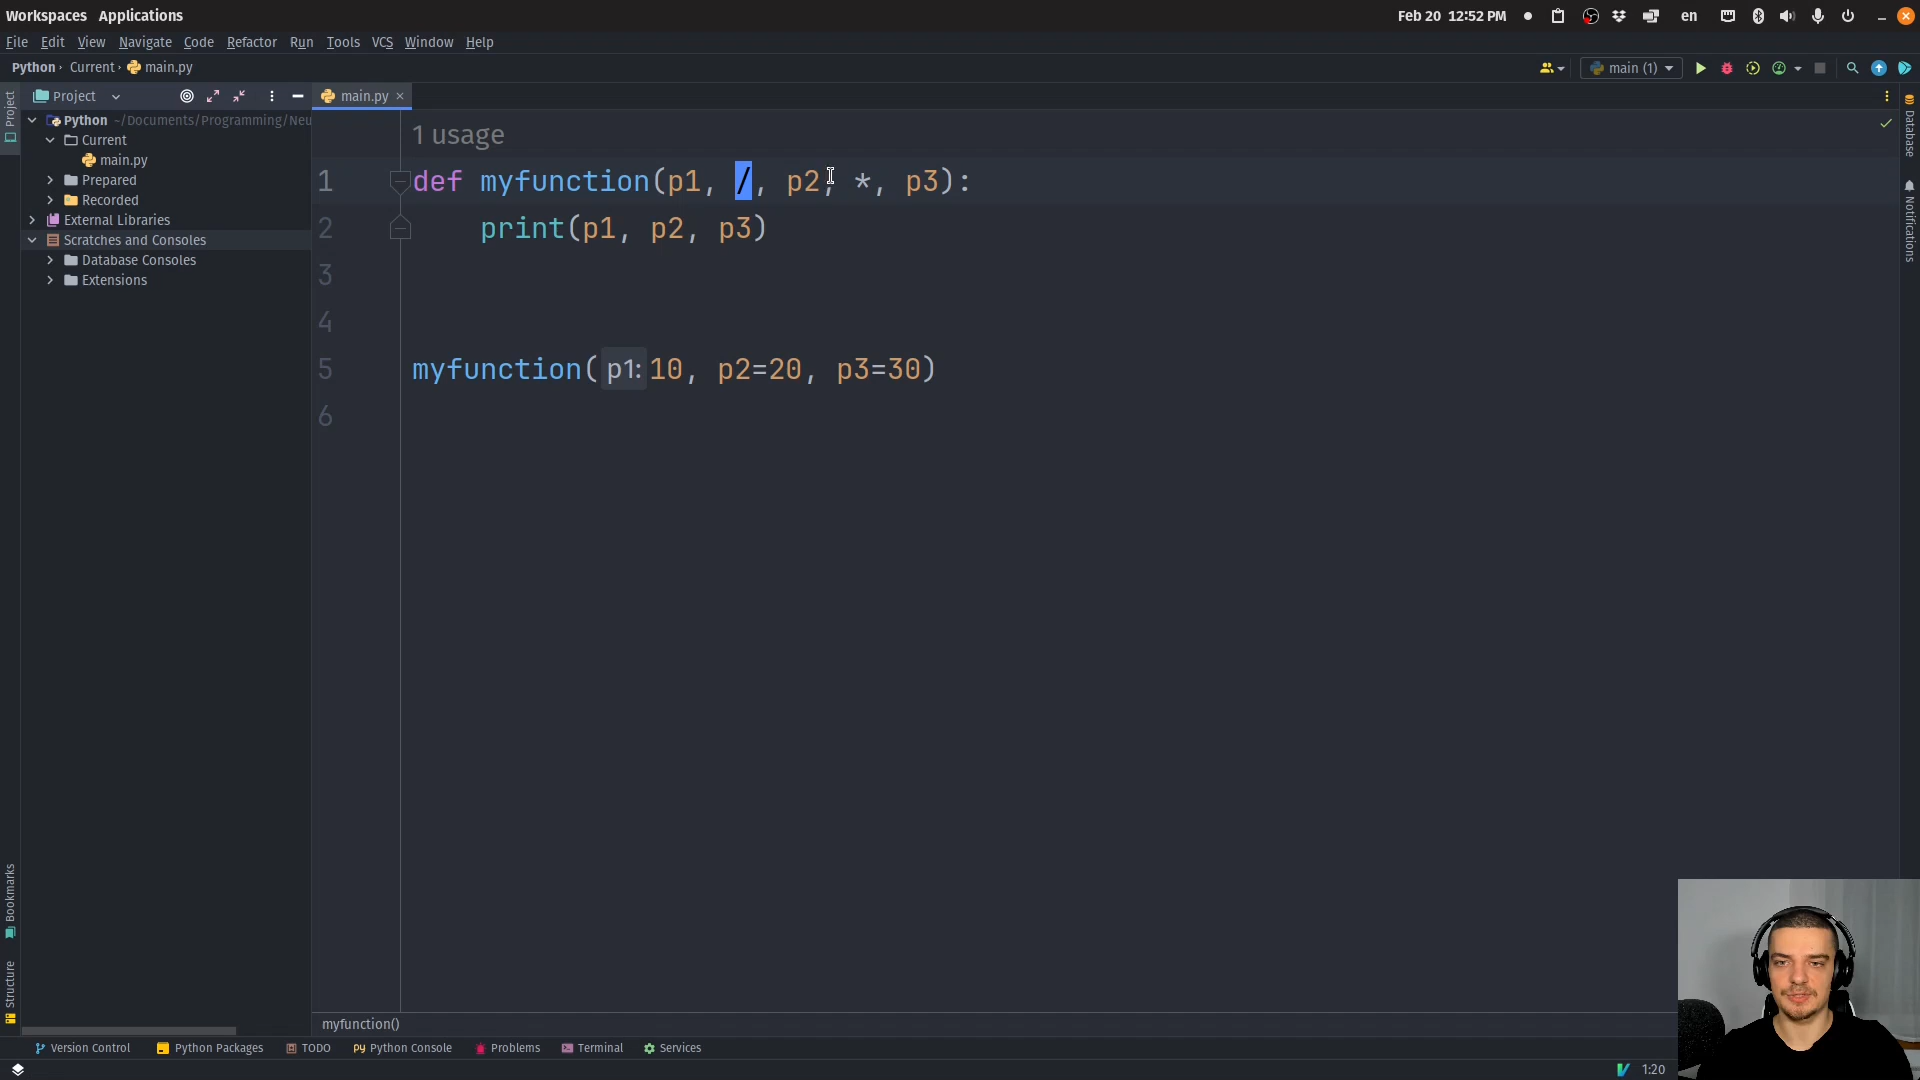 Workspaces Applications Feb 20 12:52 PM en
File Edit View Navigate Code Refactor Run Tools VCS Window Help
Python Current main.py main (1)
Project main.py
Python ~/Documents/Programming/Neu
Current
main.py
Prepared
Recorded
External Libraries
Scratches and Consoles
Database Consoles
Extensions
1 usage
1 def myfunction(p1, /, p2, *, p3):
2 print(p1, p2, p3)
3
4
5 myfunction(p1: 10, p2=20, p3=30)
6
Project
Bookmarks
Structure
Database
Notifications
myfunction()
Version Control Python Packages TODO Python Console Problems Terminal Services
1:20